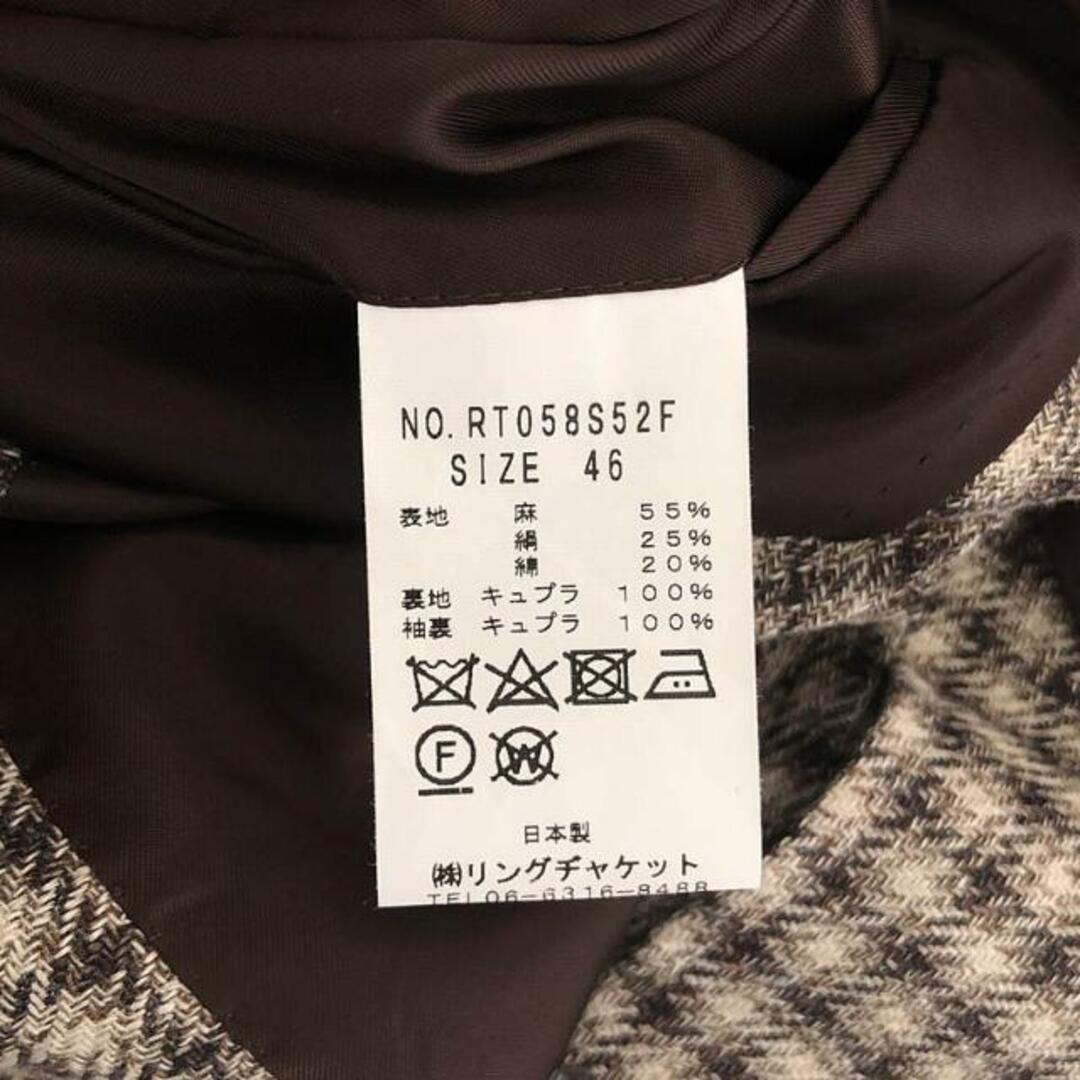 NO. RT058S52F
SIZE 46
表地 麻 55%
絹 25%
綿 20%
裏地 キュプラ 100%
袖裏 キュプラ 100%
F W
日本製
㈱リングヂャケット
TEL06-6316-8488